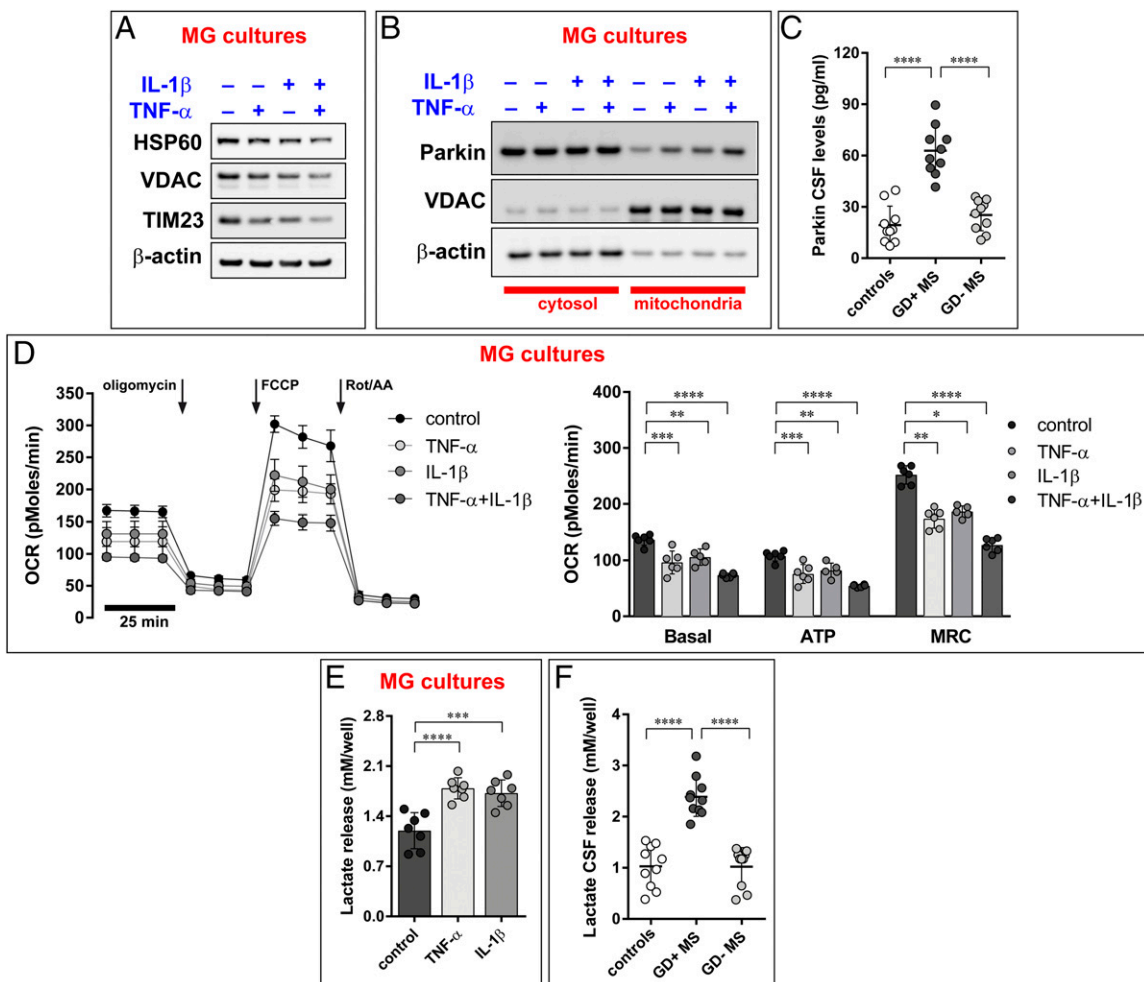 A
MG cultures
IL-1β – – + +
TNF-α – + – +
HSP60
VDAC
TIM23
β-actin
B
MG cultures
IL-1β – – + + – – + +
TNF-α – + – + – + – +
Parkin
VDAC
β-actin
cytosol mitochondria
C
**** ****
Parkin CSF levels (pg/ml)
120
90
60
30
0
controls GD+ MS GD- MS
D
MG cultures
oligomycin FCCP Rot/AA
OCR (pMoles/min)
350
300
250
200
150
100
50
0
25 min
control
TNF-α
IL-1β
TNF-α+IL-1β
OCR (pMoles/min)
400
300
200
100
0
**** **** ****
** ** *
*** *** **
Basal ATP MRC
control
TNF-α
IL-1β
TNF-α+IL-1β
E
MG cultures
Lactate release (mM/well)
2.8
2.1
1.4
0.7
0.0
***
****
control TNF-α IL-1β
F
Lactate CSF release (mM/well)
4
3
2
1
0
**** ****
controls GD+ MS GD- MS